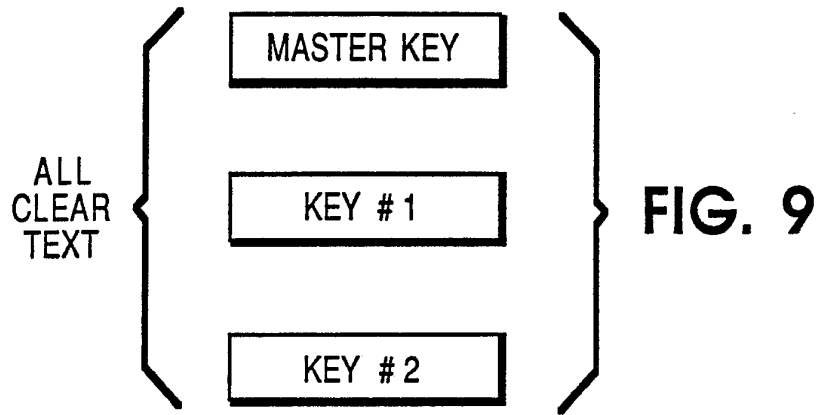 MASTER KEY
ALL
CLEAR
TEXT
KEY #1
FIG. 9
KEY #2